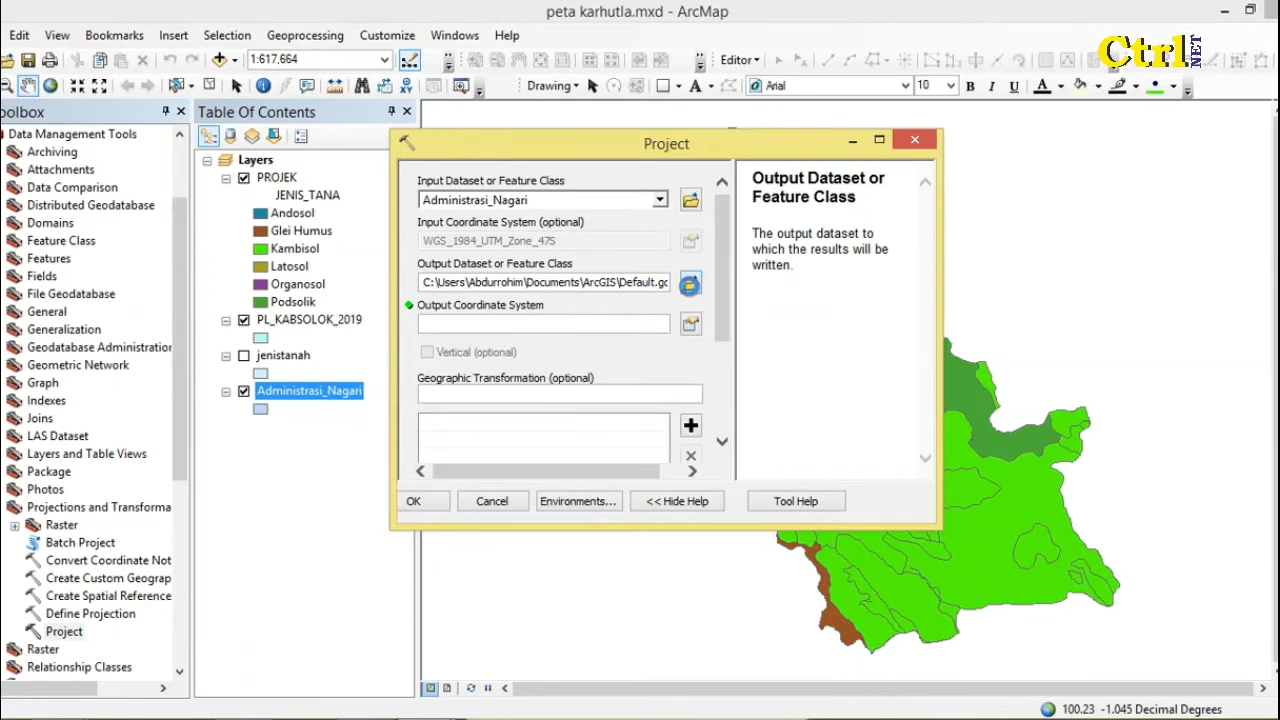 peta karhutla.mxd - ArcMap
Edit View Bookmarks Insert Selection Geoprocessing Customize Windows Help
1:617.664
Editor
Drawing
Arial
10
B I U A
Ctrl
NET
oolbox
Data Management Tools
Archiving
Attachments
Data Comparison
Distributed Geodatabase
Domains
Feature Class
Features
Fields
File Geodatabase
General
Generalization
Geodatabase Administration
Geometric Network
Graph
Indexes
Joins
LAS Dataset
Layers and Table Views
Package
Photos
Projections and Transforma
Raster
Batch Project
Convert Coordinate Not
Create Custom Geograp
Create Spatial Reference
Define Projection
Project
Raster
Relationship Classes
Table Of Contents
Layers
PROJEK
JENIS_TANA
Andosol
Glei Humus
Kambisol
Latosol
Organosol
Podsolik
PL_KABSOLOK_2019
jenistanah
Administrasi_Nagari
Project
Input Dataset or Feature Class
Administrasi_Nagari
Input Coordinate System (optional)
WGS_1984_UTM_Zone_47S
Output Dataset or Feature Class
C:\Users\Abdurrohim\Documents\ArcGIS\Default.gc
Output Coordinate System
Vertical (optional)
Geographic Transformation (optional)
OK Cancel Environments... << Hide Help Tool Help
Output Dataset or
Feature Class
The output dataset to
which the results will be
written.
100.23 -1.045 Decimal Degrees